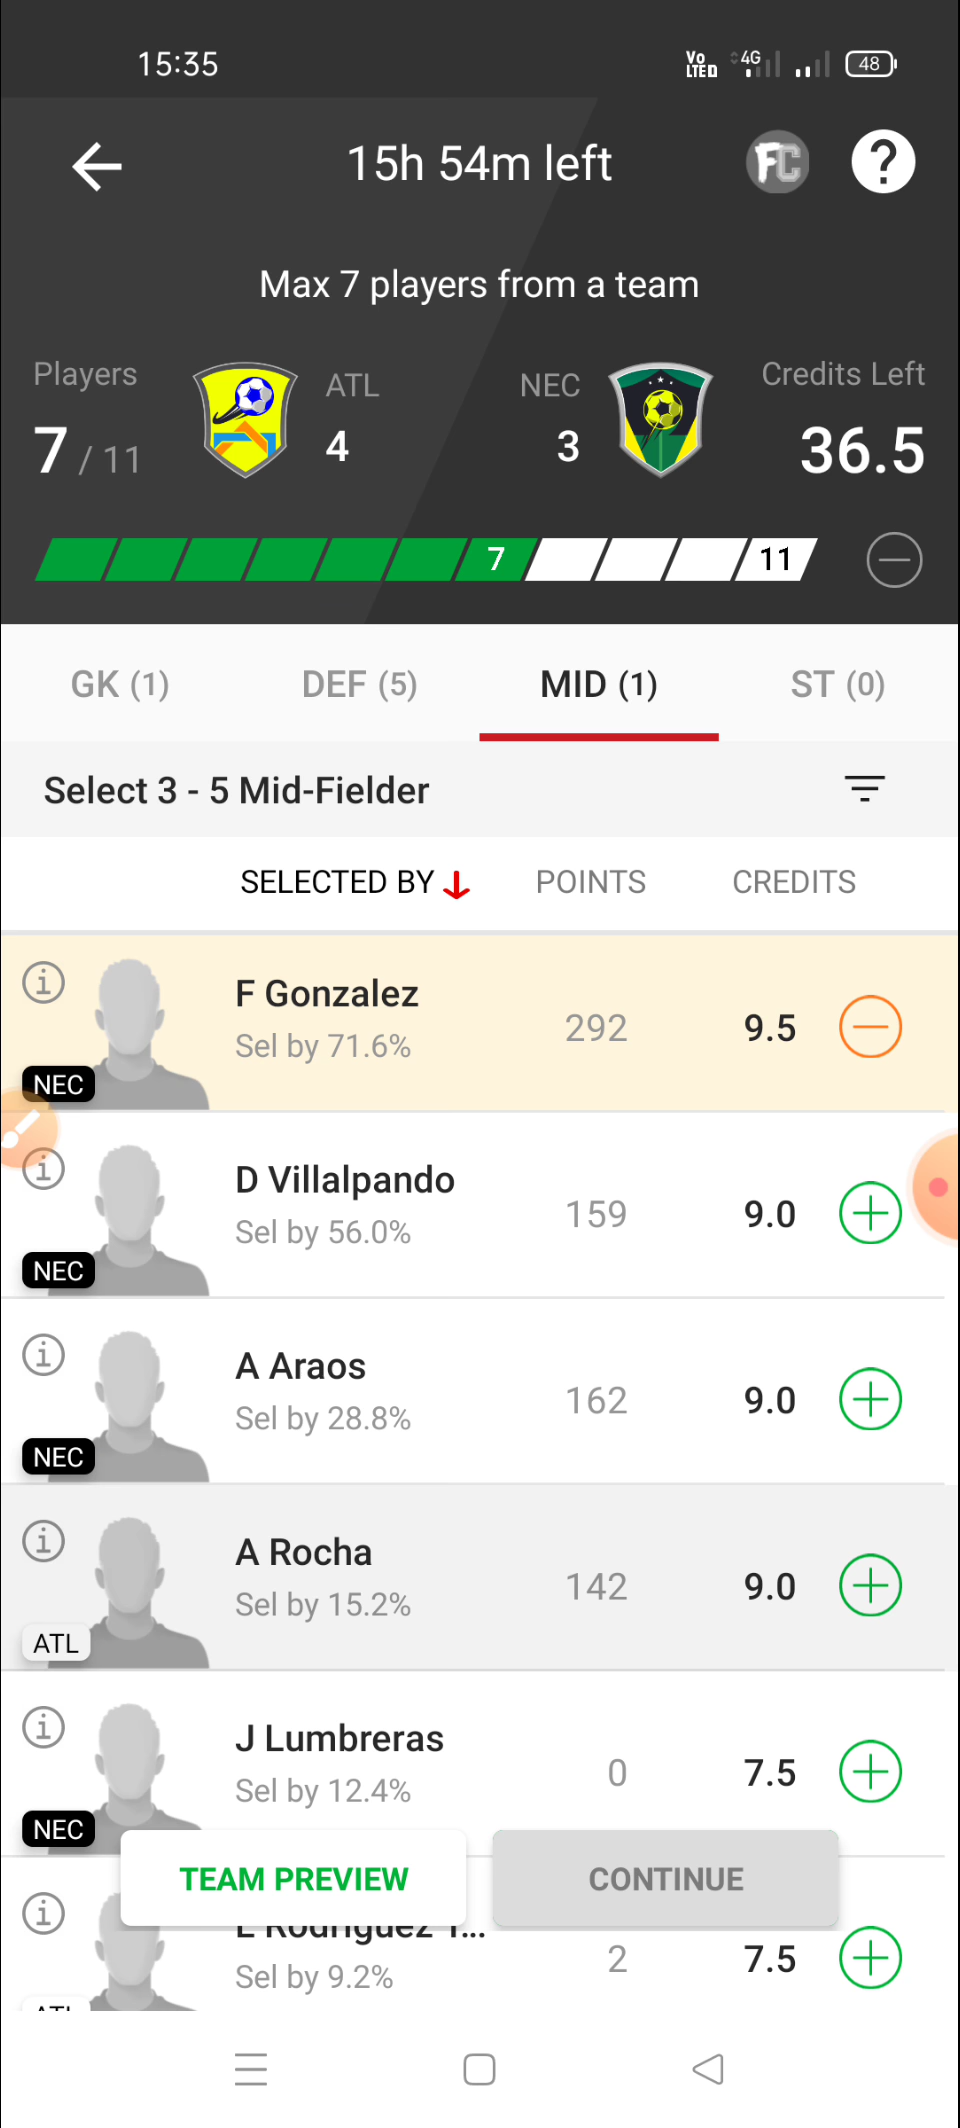 15:35
Vo LTE D 4G 48
15h 54m left
FC ?
Max 7 players from a team
Players ATL NEC Credits Left
7 / 11 4 3 36.5
7 11
GK (1) DEF (5) MID (1) ST (0)
Select 3 - 5 Mid-Fielder
SELECTED BY POINTS CREDITS
F Gonzalez
292 9.5
Sel by 71.6%
NEC
D Villalpando
159 9.0
Sel by 56.0%
NEC
A Araos
162 9.0
Sel by 28.8%
NEC
A Rocha
142 9.0
Sel by 15.2%
ATL
J Lumbreras
0 7.5
Sel by 12.4%
NEC
TEAM PREVIEW CONTINUE
2 7.5
Sel by 9.2%
ATL